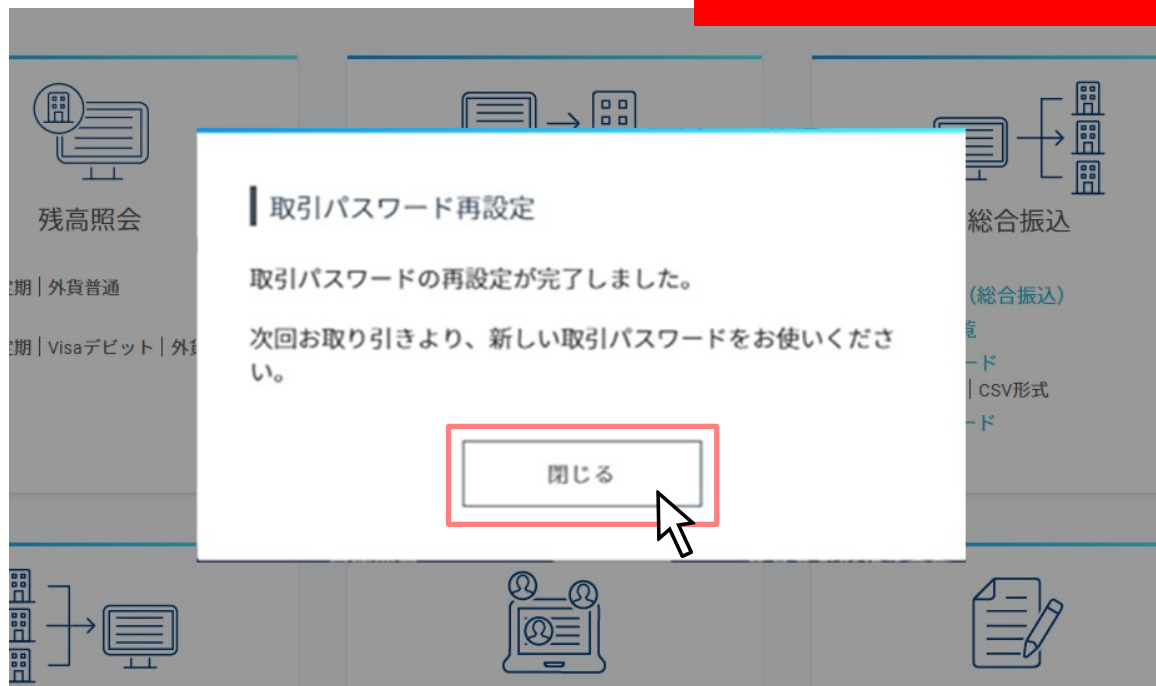 残高照会
総合振込
取引パスワード再設定
取引パスワードの再設定が完了しました。
次回お取り引きより、新しい取引パスワードをお使いくださ
い。
閉じる
期 | 外貨普通
期 | Visaデビット | 外
(総合振込)
ード
| CSV形式
ード